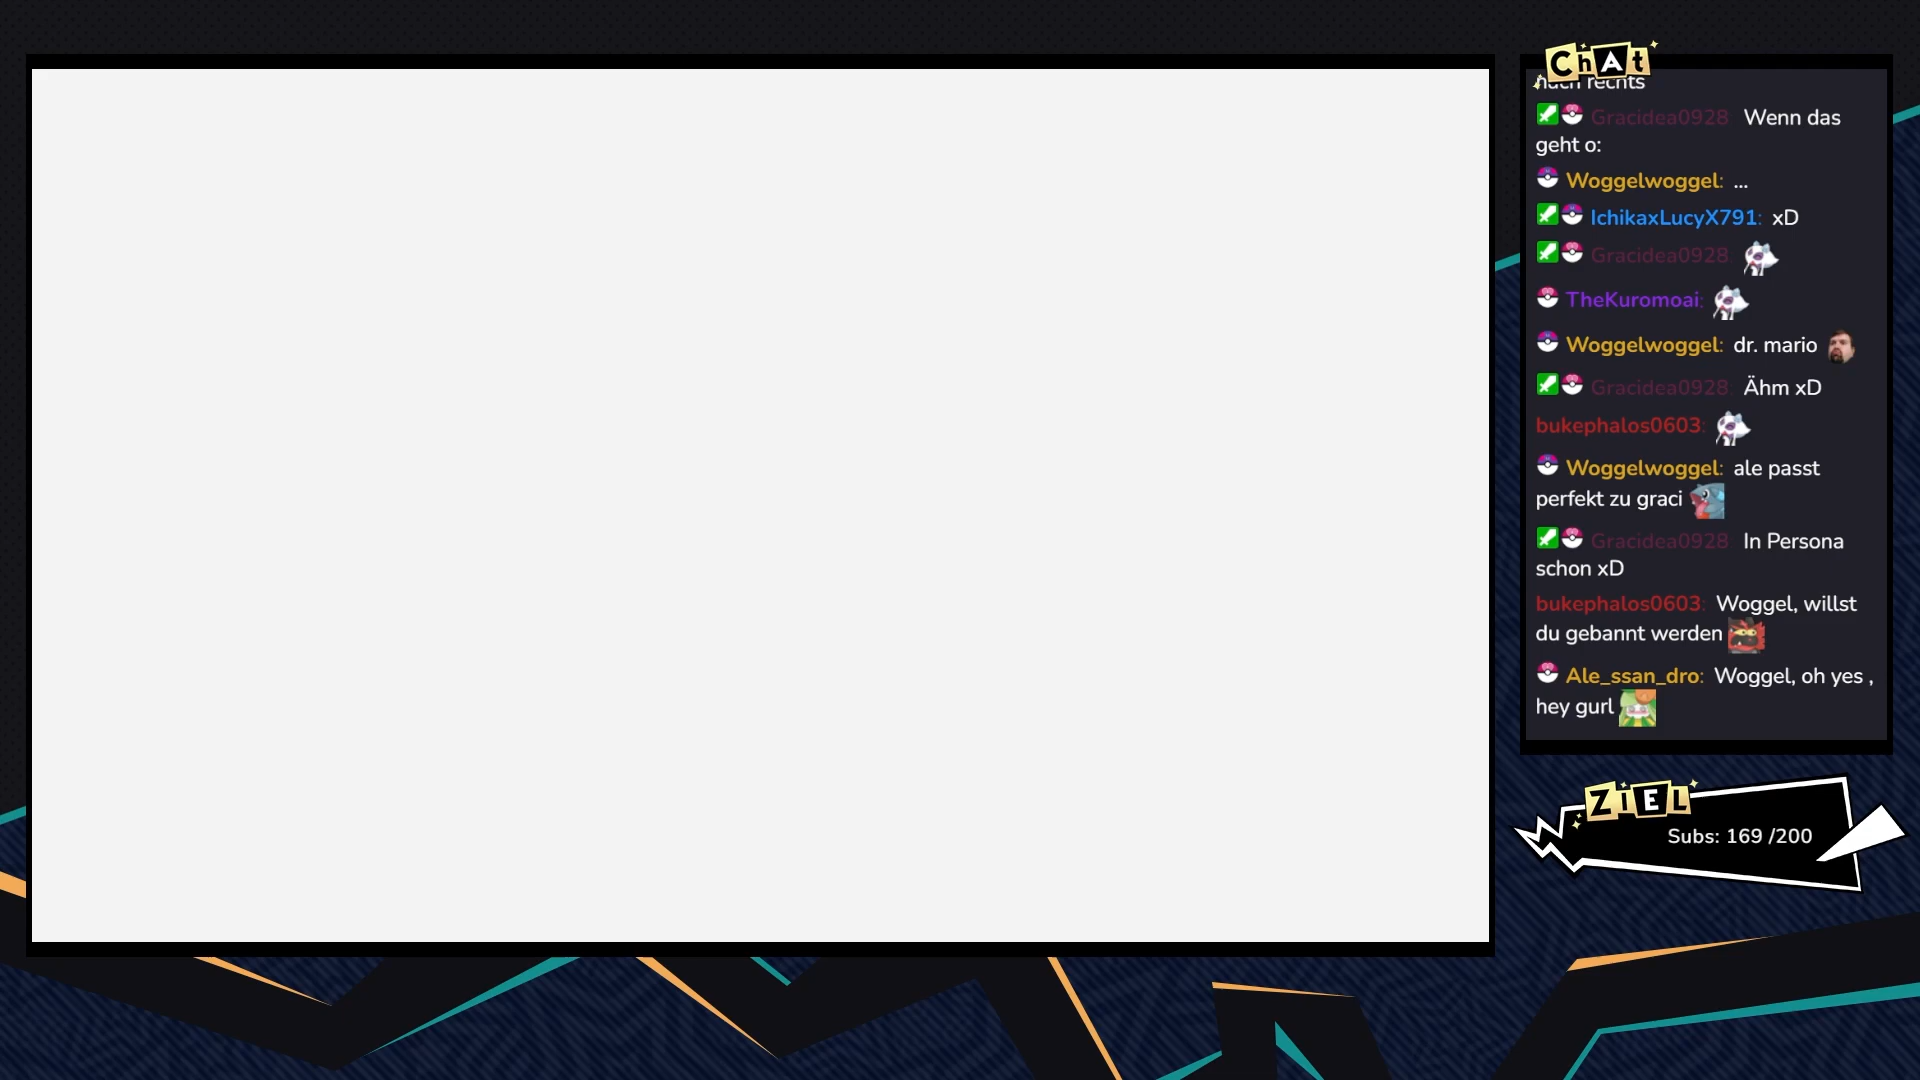 ChAt
nach rechts
Gracidea0928 Wenn das
geht o:
Woggelwoggel: ...
IchikaxLucyX791: xD
Gracidea0928
TheKuromoai:
Woggelwoggel: dr. mario
Gracidea0928 Ähm xD
bukephalos0603:
Woggelwoggel: ale passt
perfekt zu graci
Gracidea0928 In Persona
schon xD
bukephalos0603: Woggel, willst
du gebannt werden
Ale_ssan_dro: Woggel, oh yes ,
hey gurl
ZiEL
Subs: 169 /200